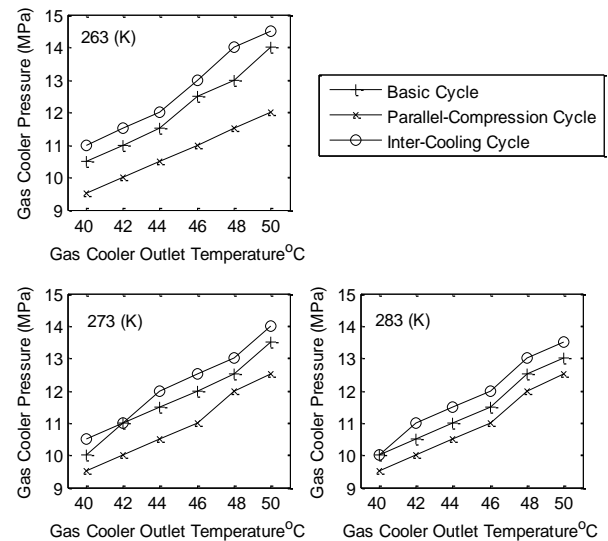 15
14
13
12
11
10
9
263 (K)
40 42 44 46 48 50
Gas Cooler Outlet Temperature°C
Gas Cooler Pressure (MPa)
Basic Cycle
Parallel-Compression Cycle
Inter-Cooling Cycle
15
14
13
12
11
10
9
273 (K)
40 42 44 46 48 50
Gas Cooler Outlet Temperature°C
Gas Cooler Pressure (MPa)
15
14
13
12
11
10
9
283 (K)
40 42 44 46 48 50
Gas Cooler Outlet Temperature°C
Gas Cooler Pressure (MPa)